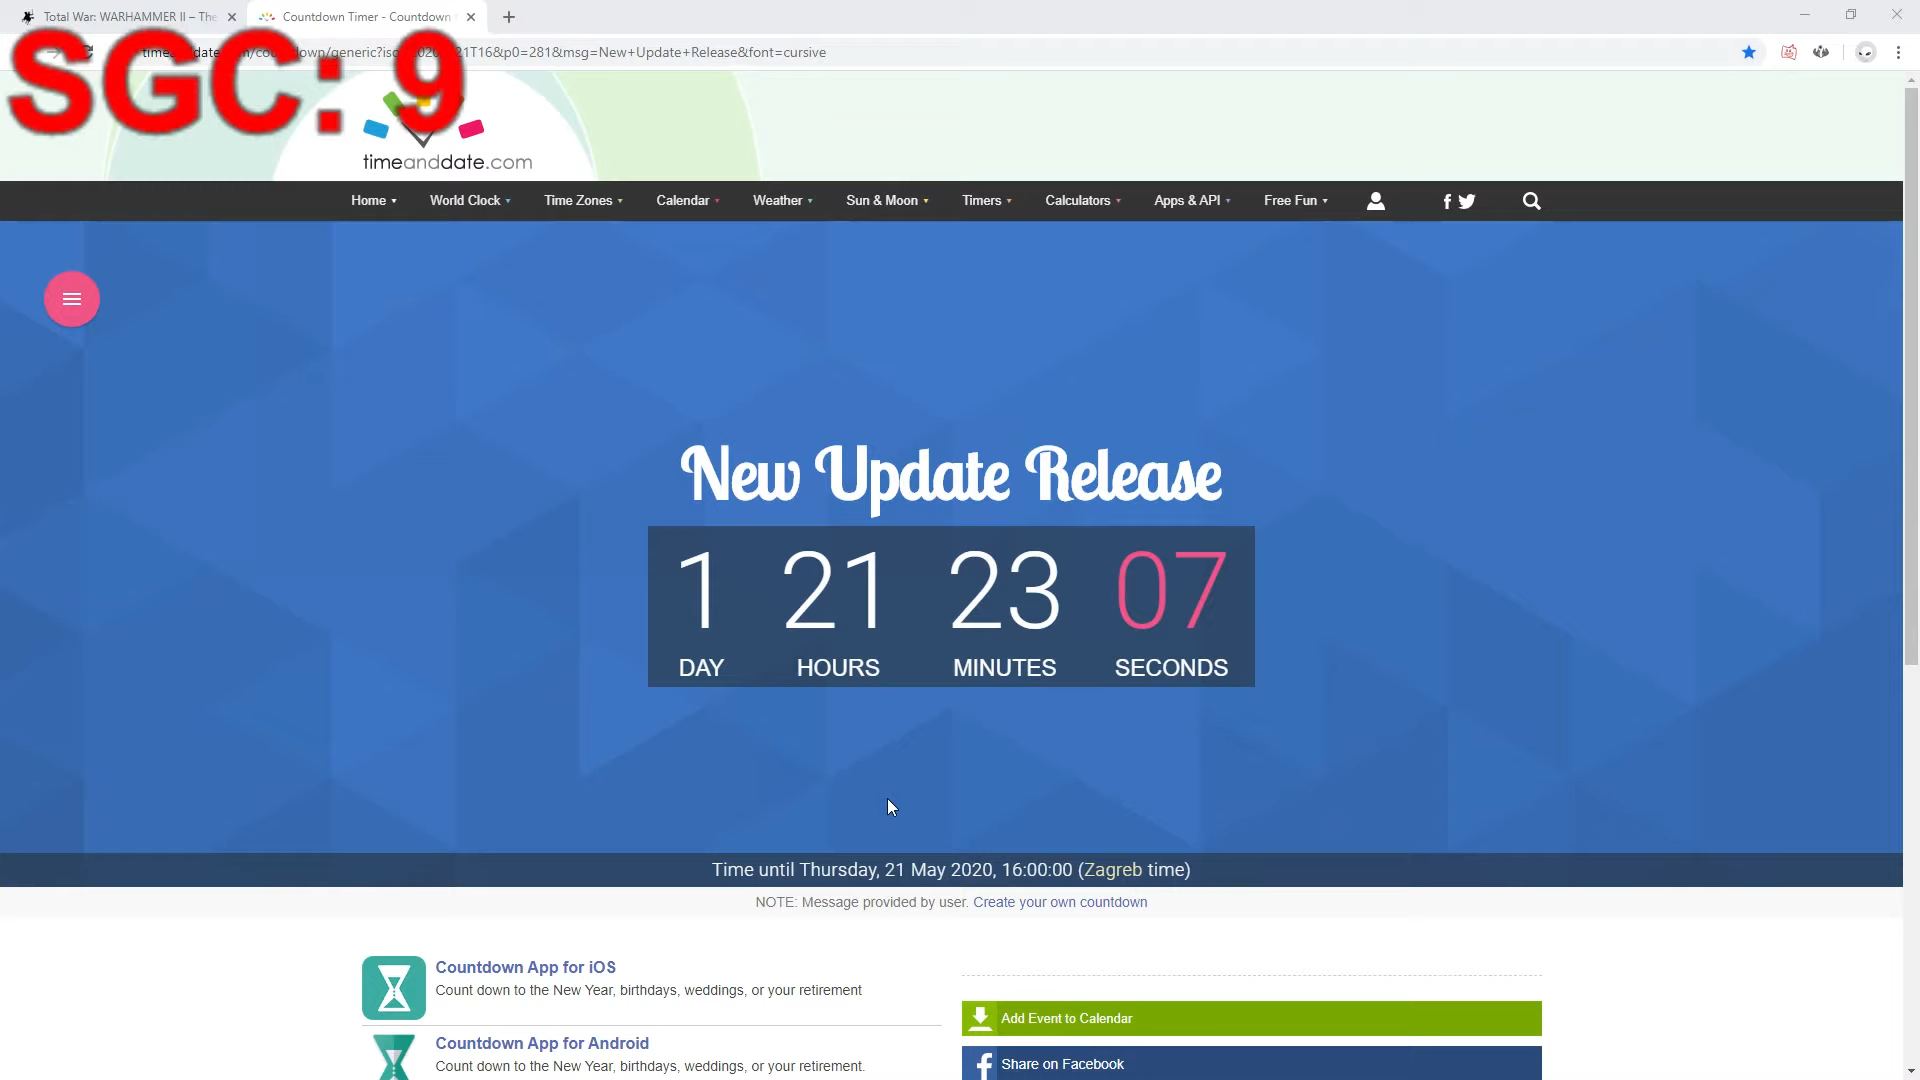 Total War: WARHAMMER II – The
Countdown Timer - Countdown
SGC: 9
/generic?iso
21T16&p0=281&msg=New+Update+Release&font=cursive
timeanddate.com
Home
World Clock
Time Zones
Calendar
Weather
Sun & Moon
Timers
Calculators
Apps & API
Free Fun
New Update Release
1 21 23 07
DAY HOURS MINUTES SECONDS
Time until Thursday, 21 May 2020, 16:00:00 (Zagreb time)
NOTE: Message provided by user. Create your own countdown
Countdown App for iOS
Count down to the New Year, birthdays, weddings, or your retirement
Countdown App for Android
Count down to the New Year, birthdays, weddings, or your retirement.
Add Event to Calendar
Share on Facebook